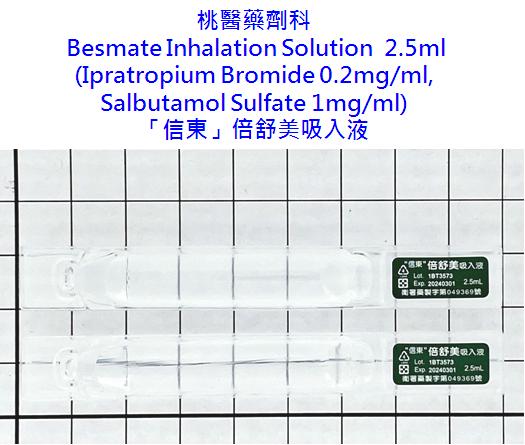 桃醫藥劑科
Besmate Inhalation Solution 2.5ml
(Ipratropium Bromide 0.2mg/ml,
Salbutamol Sulfate 1mg/ml)
「信東」倍舒美吸入液
"信東"倍舒美吸入液
Lot. 1BT3573
Exp. 20240301 2.5mL
衛署藥製字第049369號
"信東"倍舒美吸入液
Lot. 1BT3573
Exp. 20240301 2.5mL
衛署藥製字第049369號